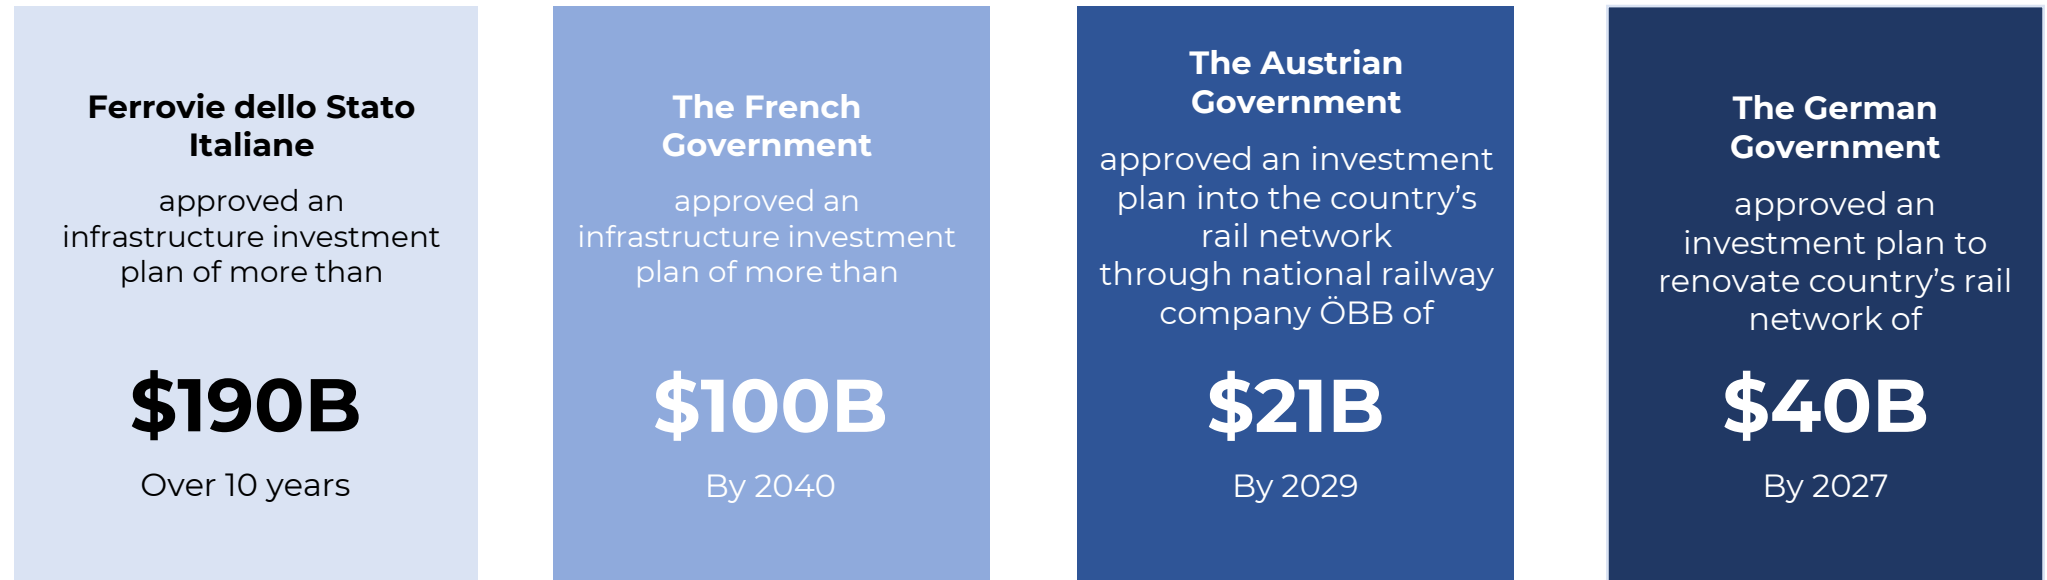 Ferrovie dello Stato
Italiane
approved an
infrastructure investment
plan of more than
$190B
Over 10 years
The French
Government
approved an
infrastructure investment
plan of more than
$100B
By 2040
The Austrian
Government
approved an investment
plan into the country’s
rail network
through national railway
company ÖBB of
$21B
By 2029
The German
Government
approved an
investment plan to
renovate country’s rail
network of
$40B
By 2027